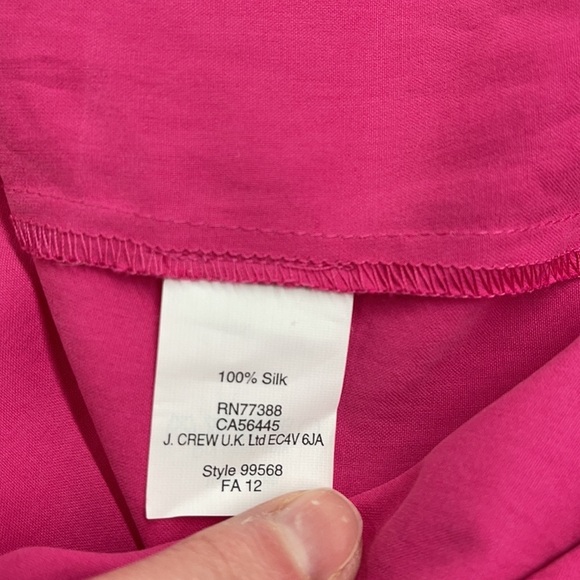 100% Silk
RN77388
CA56445
J. CREW U.K. Ltd EC4V 6JA
Style 99568
FA 12